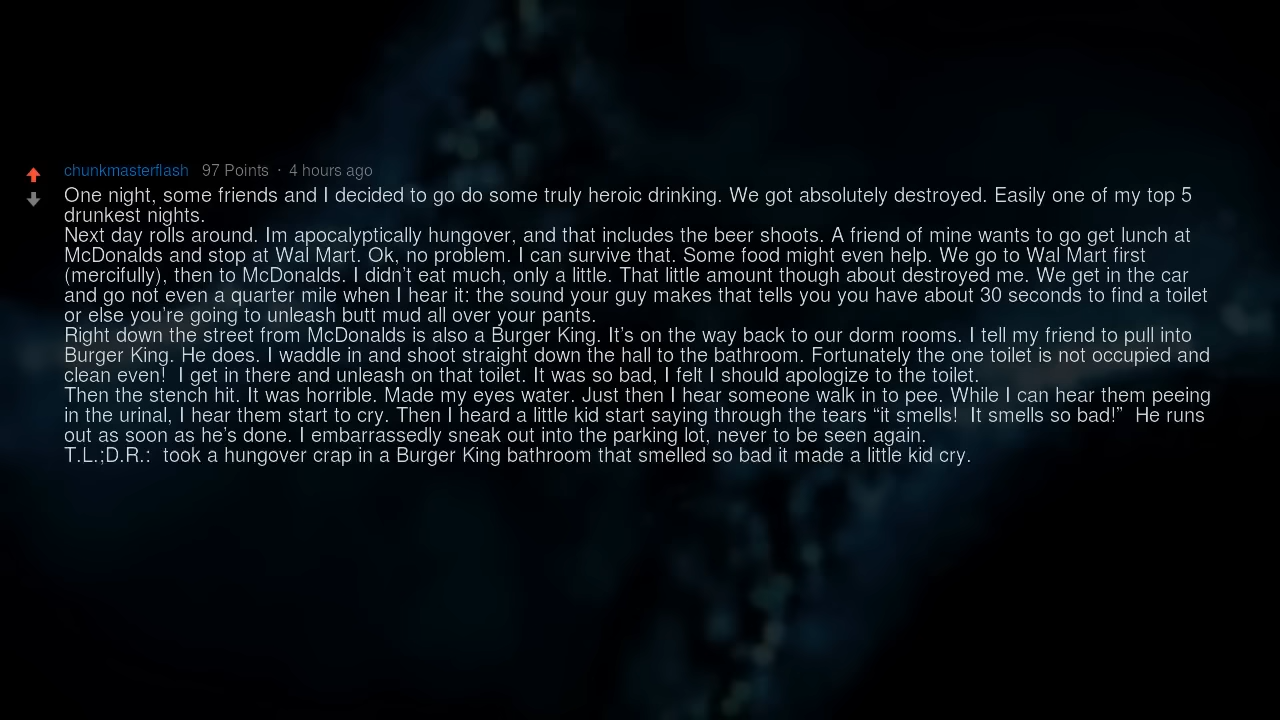 chunkmasterflash 97 Points · 4 hours ago
One night, some friends and I decided to go do some truly heroic drinking. We got absolutely destroyed. Easily one of my top 5
drunkest nights.
Next day rolls around. Im apocalyptically hungover, and that includes the beer shoots. A friend of mine wants to go get lunch at
McDonalds and stop at Wal Mart. Ok, no problem. I can survive that. Some food might even help. We go to Wal Mart first
(mercifully), then to McDonalds. I didn't eat much, only a little. That little amount though about destroyed me. We get in the car
and go not even a quarter mile when I hear it: the sound your guy makes that tells you you have about 30 seconds to find a toilet
or else you're going to unleash butt mud all over your pants.
Right down the street from McDonalds is also a Burger King. It's on the way back to our dorm rooms. I tell my friend to pull into
Burger King. He does. I waddle in and shoot straight down the hall to the bathroom. Fortunately the one toilet is not occupied and
clean even!  I get in there and unleash on that toilet. It was so bad, I felt I should apologize to the toilet.
Then the stench hit. It was horrible. Made my eyes water. Just then I hear someone walk in to pee. While I can hear them peeing
in the urinal, I hear them start to cry. Then I heard a little kid start saying through the tears “it smells!  It smells so bad!”  He runs
out as soon as he's done. I embarrassedly sneak out into the parking lot, never to be seen again.
T.L.;D.R.:  took a hungover crap in a Burger King bathroom that smelled so bad it made a little kid cry.